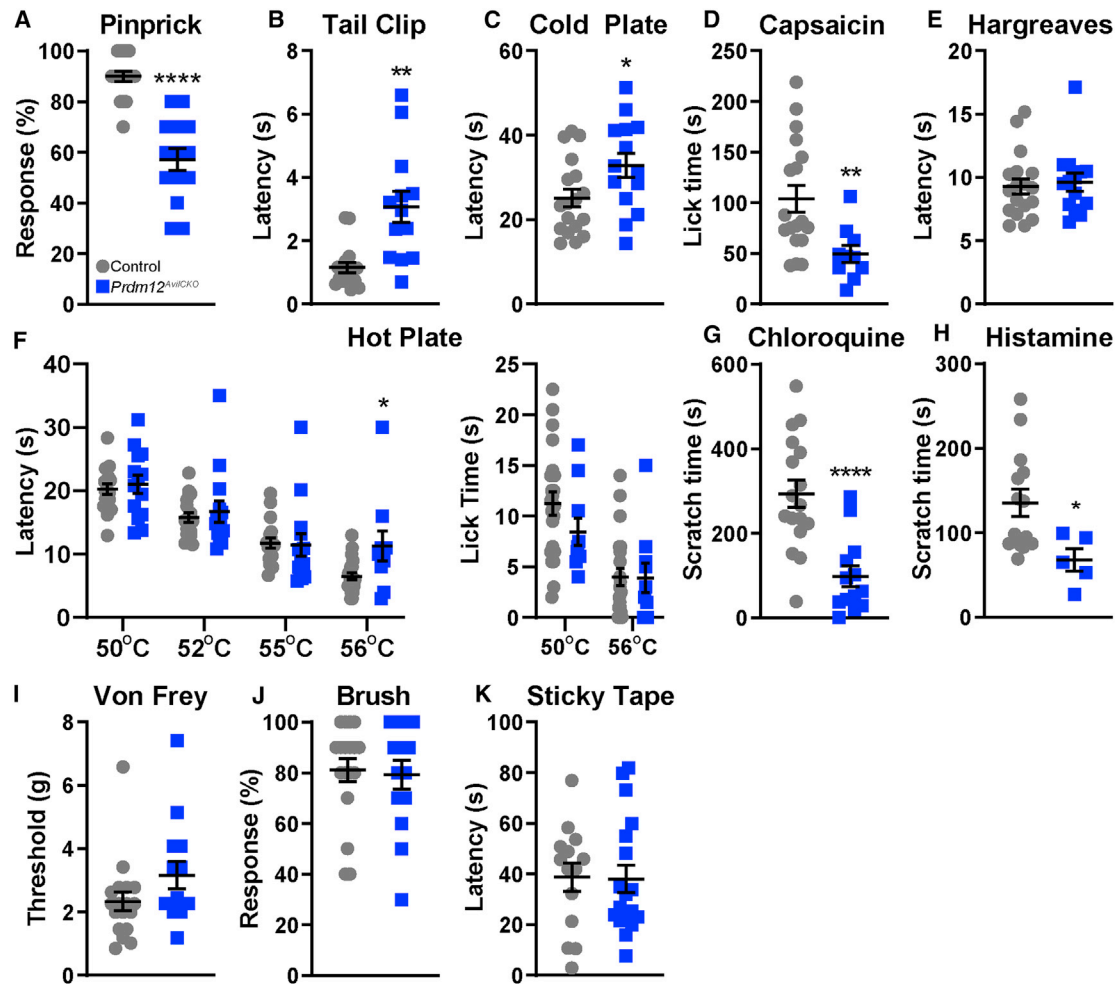 A Pinprick
Response (%)
100
80
60
40
20
0
****
Control
Prdm12^AvilCKO
B Tail Clip
Latency (s)
8
6
4
2
0
**
C Cold Plate
Latency (s)
60
40
20
0
*
D Capsaicin
Lick time (s)
250
200
150
100
50
0
**
E Hargreaves
Latency (s)
20
15
10
5
0
F Hot Plate
Latency (s)
40
30
20
10
0
*
50°C 52°C 55°C 56°C
Lick Time (s)
25
20
15
10
5
0
50°C 56°C
G Chloroquine
Scratch time (s)
600
400
200
0
****
H Histamine
Scratch time (s)
300
200
100
0
*
I Von Frey
Threshold (g)
8
6
4
2
0
J Brush
Response (%)
100
80
60
40
20
0
K Sticky Tape
Latency (s)
100
80
60
40
20
0